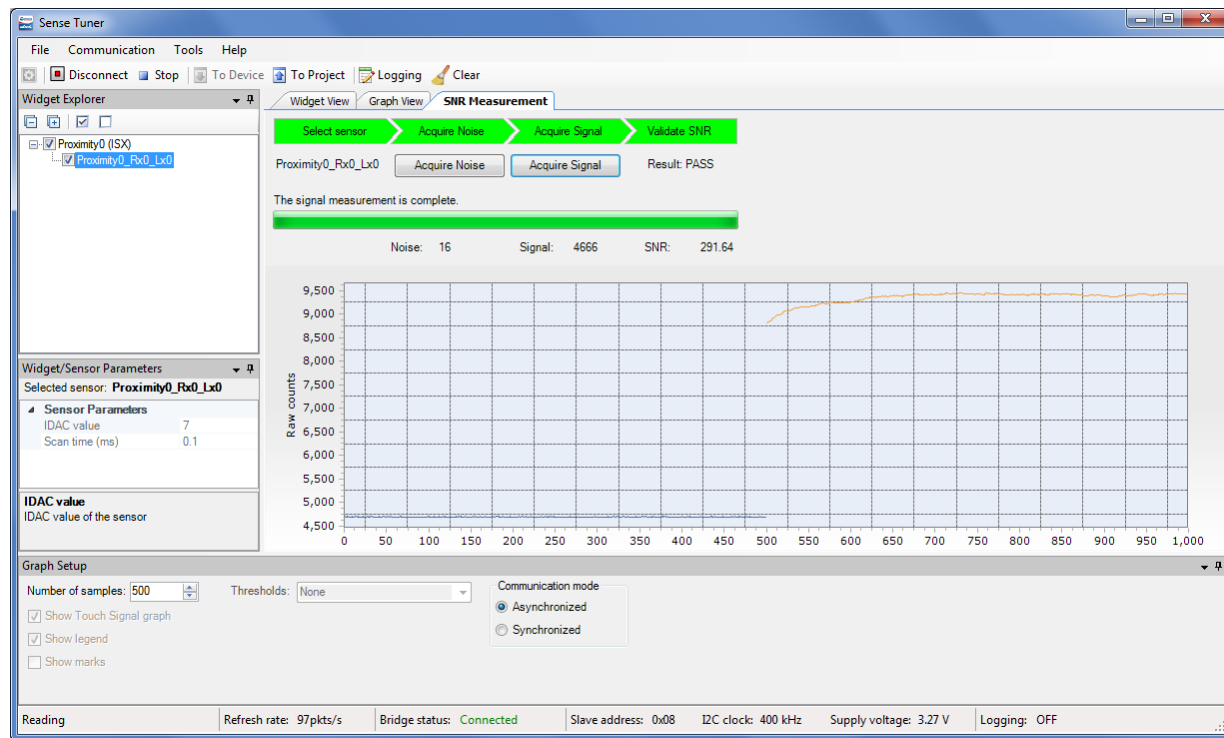 Sense Tuner
File Communication Tools Help
Disconnect Stop To Device To Project Logging Clear
Widget Explorer
Proximity0 (ISX)
Proximity0_Rx0_Lx0
Widget/Sensor Parameters
Selected sensor: Proximity0_Rx0_Lx0
Sensor Parameters
IDAC value 7
Scan time (ms) 0.1
IDAC value
IDAC value of the sensor
Widget View Graph View SNR Measurement
Select sensor Acquire Noise Acquire Signal Validate SNR
Proximity0_Rx0_Lx0 Acquire Noise Acquire Signal Result: PASS
The signal measurement is complete.
Noise: 16 Signal: 4666 SNR: 291.64
Raw counts
9,500
9,000
8,500
8,000
7,500
7,000
6,500
6,000
5,500
5,000
4,500
0 50 100 150 200 250 300 350 400 450 500 550 600 650 700 750 800 850 900 950 1,000
Graph Setup
Number of samples: 500 Thresholds: None Communication mode
Show Touch Signal graph Asynchronized
Show legend Synchronized
Show marks
Reading Refresh rate: 97pkts/s Bridge status: Connected Slave address: 0x08 I2C clock: 400 kHz Supply voltage: 3.27 V Logging: OFF